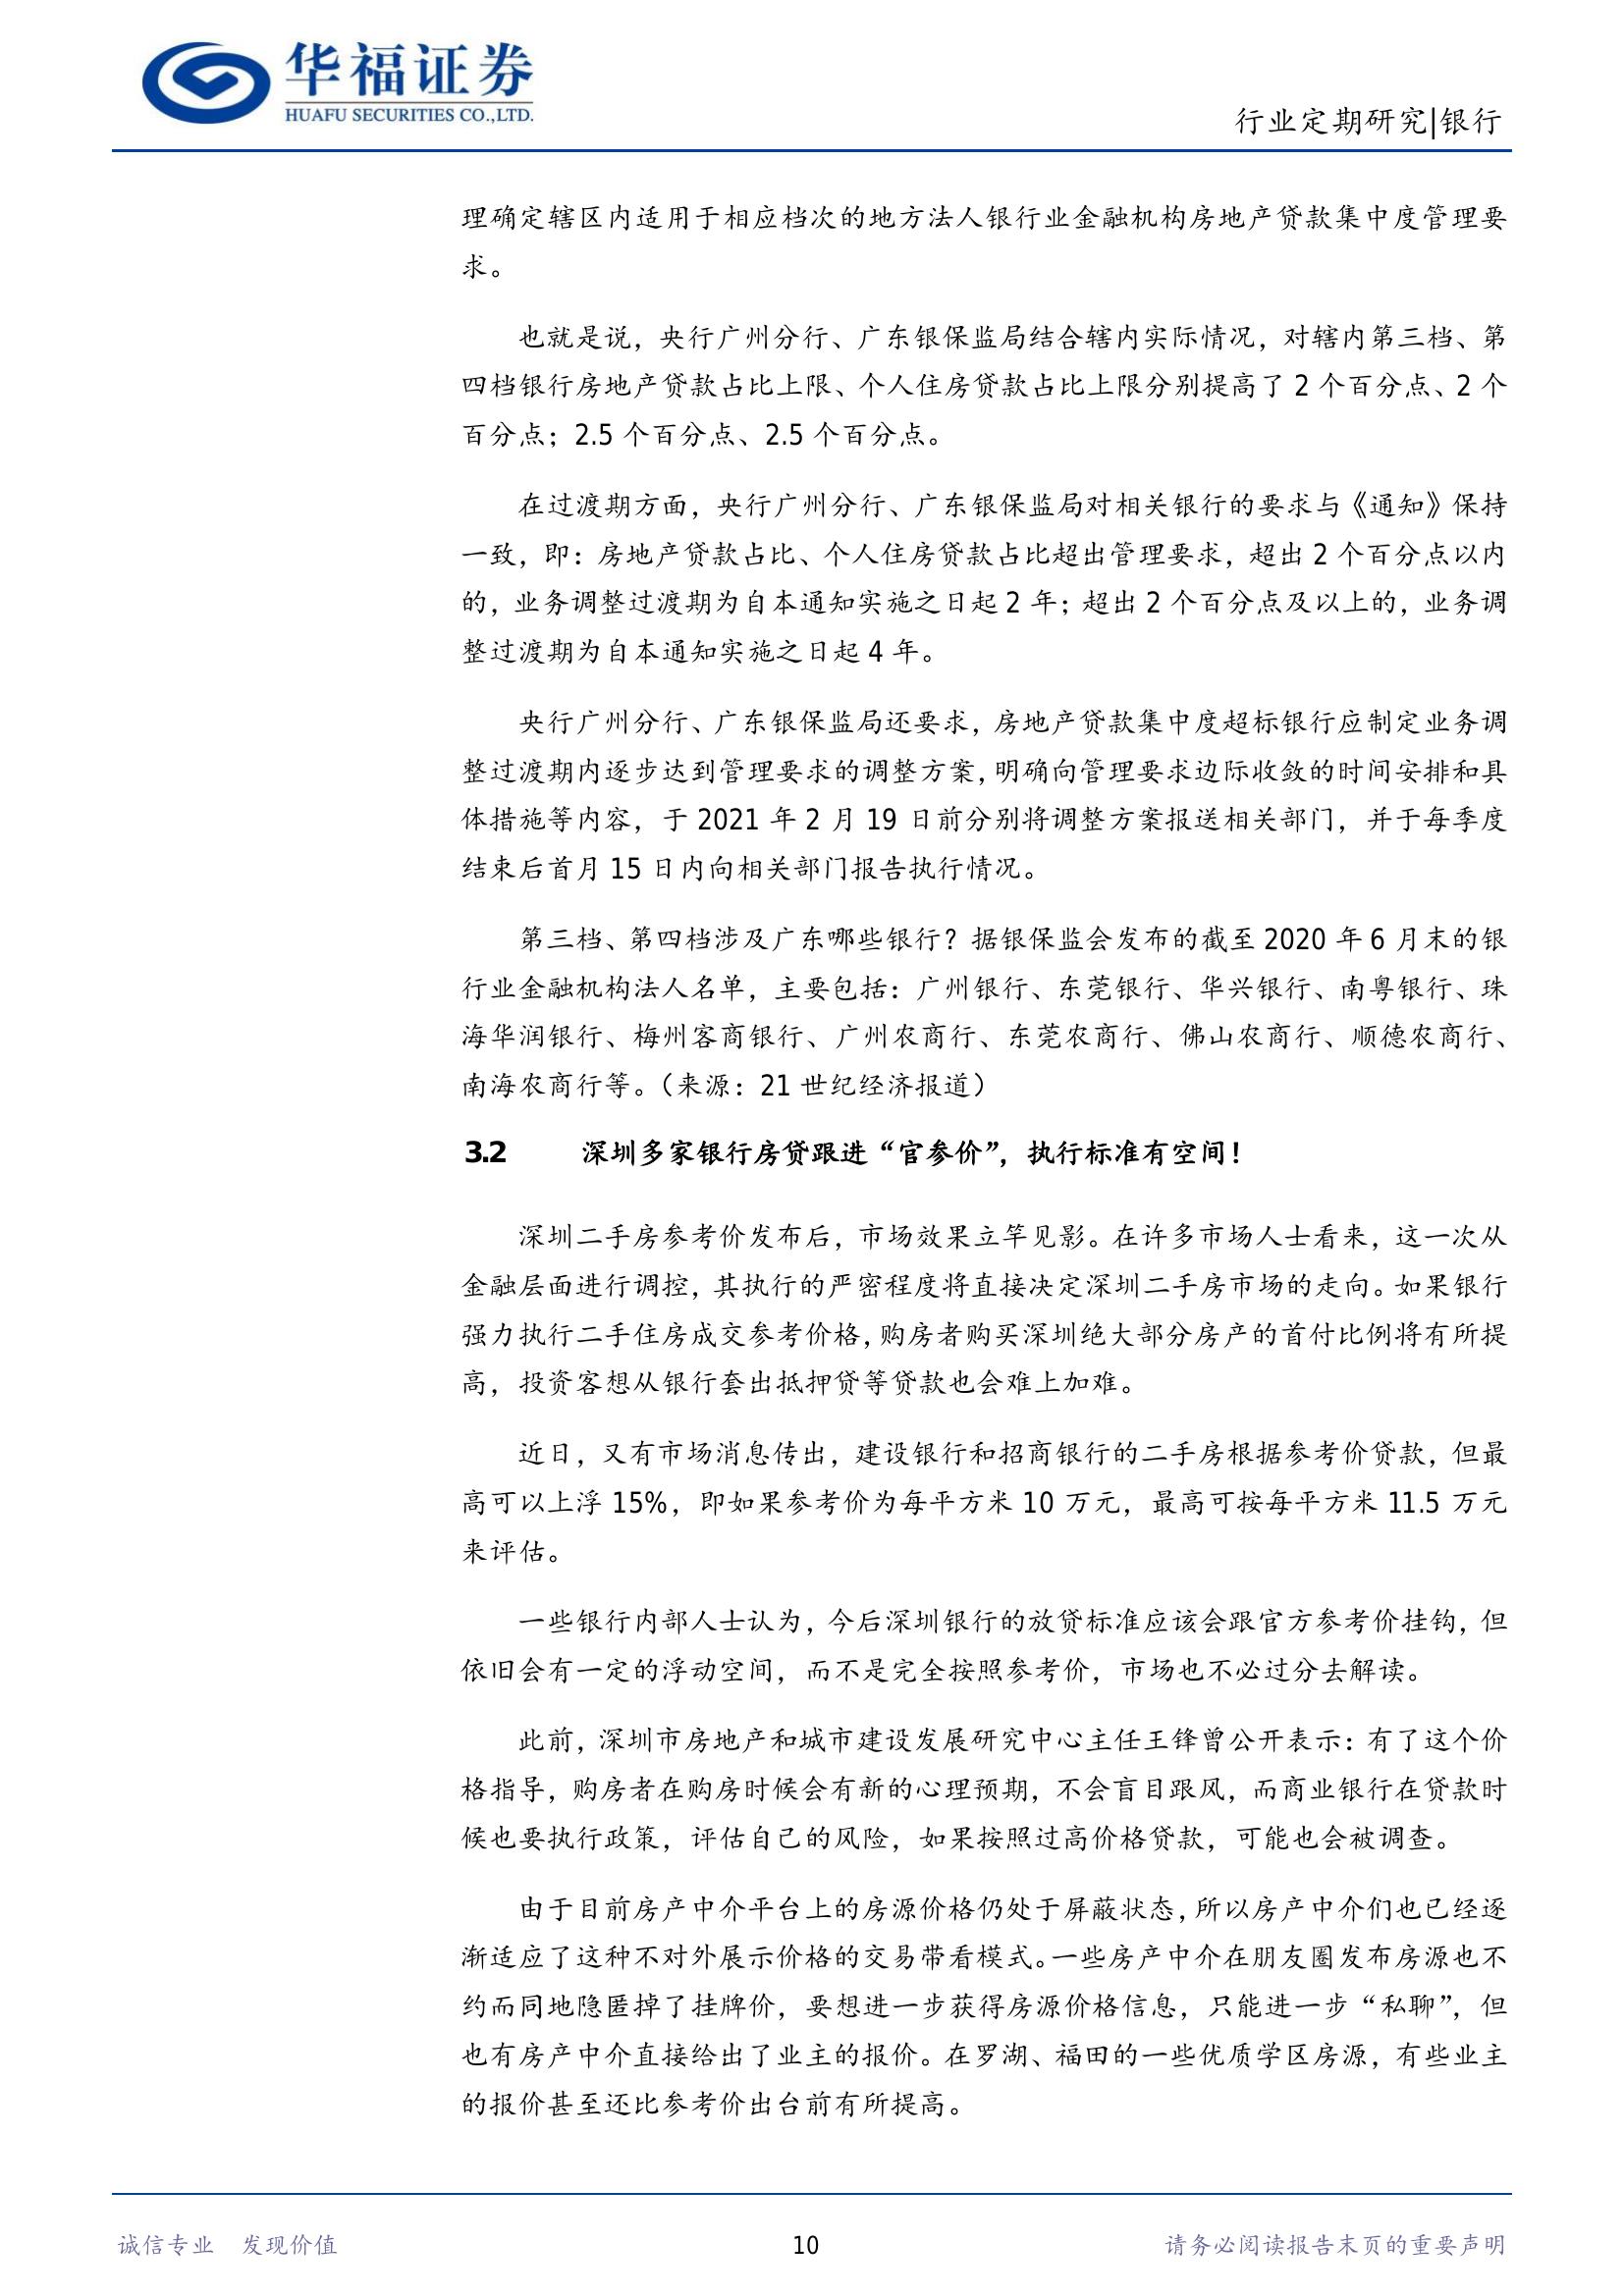 华福证券
HUAFU SECURITIES CO.,LTD.
行业定期研究|银行
理确定辖区内适用于相应档次的地方法人银行业金融机构房地产贷款集中度管理要
求。
也就是说，央行广州分行、广东银保监局结合辖内实际情况，对辖内第三档、第
四档银行房地产贷款占比上限、个人住房贷款占比上限分别提高了 2 个百分点、2 个
百分点；2.5 个百分点、2.5 个百分点。
在过渡期方面，央行广州分行、广东银保监局对相关银行的要求与《通知》保持
一致，即：房地产贷款占比、个人住房贷款占比超出管理要求，超出 2 个百分点以内
的，业务调整过渡期为自本通知实施之日起 2 年；超出 2 个百分点及以上的，业务调
整过渡期为自本通知实施之日起 4 年。
央行广州分行、广东银保监局还要求，房地产贷款集中度超标银行应制定业务调
整过渡期内逐步达到管理要求的调整方案，明确向管理要求边际收敛的时间安排和具
体措施等内容，于 2021 年 2 月 19 日前分别将调整方案报送相关部门，并于每季度
结束后首月 15 日内向相关部门报告执行情况。
第三档、第四档涉及广东哪些银行？据银保监会发布的截至 2020 年 6 月末的银
行业金融机构法人名单，主要包括：广州银行、东莞银行、华兴银行、南粤银行、珠
海华润银行、梅州客商银行、广州农商行、东莞农商行、佛山农商行、顺德农商行、
南海农商行等。（来源：21 世纪经济报道）
3.2 深圳多家银行房贷跟进“官参价”，执行标准有空间！
深圳二手房参考价发布后，市场效果立竿见影。在许多市场人士看来，这一次从
金融层面进行调控，其执行的严密程度将直接决定深圳二手房市场的走向。如果银行
强力执行二手住房成交参考价格，购房者购买深圳绝大部分房产的首付比例将有所提
高，投资客想从银行套出抵押贷等贷款也会难上加难。
近日，又有市场消息传出，建设银行和招商银行的二手房根据参考价贷款，但最
高可以上浮 15%，即如果参考价为每平方米 10 万元，最高可按每平方米 11.5 万元
来评估。
一些银行内部人士认为，今后深圳银行的放贷标准应该会跟官方参考价挂钩，但
依旧会有一定的浮动空间，而不是完全按照参考价，市场也不必过分去解读。
此前，深圳市房地产和城市建设发展研究中心主任王锋曾公开表示：有了这个价
格指导，购房者在购房时候会有新的心理预期，不会盲目跟风，而商业银行在贷款时
候也要执行政策，评估自己的风险，如果按照过高价格贷款，可能也会被调查。
由于目前房产中介平台上的房源价格仍处于屏蔽状态，所以房产中介们也已经逐
渐适应了这种不对外展示价格的交易带看模式。一些房产中介在朋友圈发布房源也不
约而同地隐匿掉了挂牌价，要想进一步获得房源价格信息，只能进一步“私聊”，但
也有房产中介直接给出了业主的报价。在罗湖、福田的一些优质学区房源，有些业主
的报价甚至还比参考价出台前有所提高。
诚信专业 发现价值
10
请务必阅读报告末页的重要声明